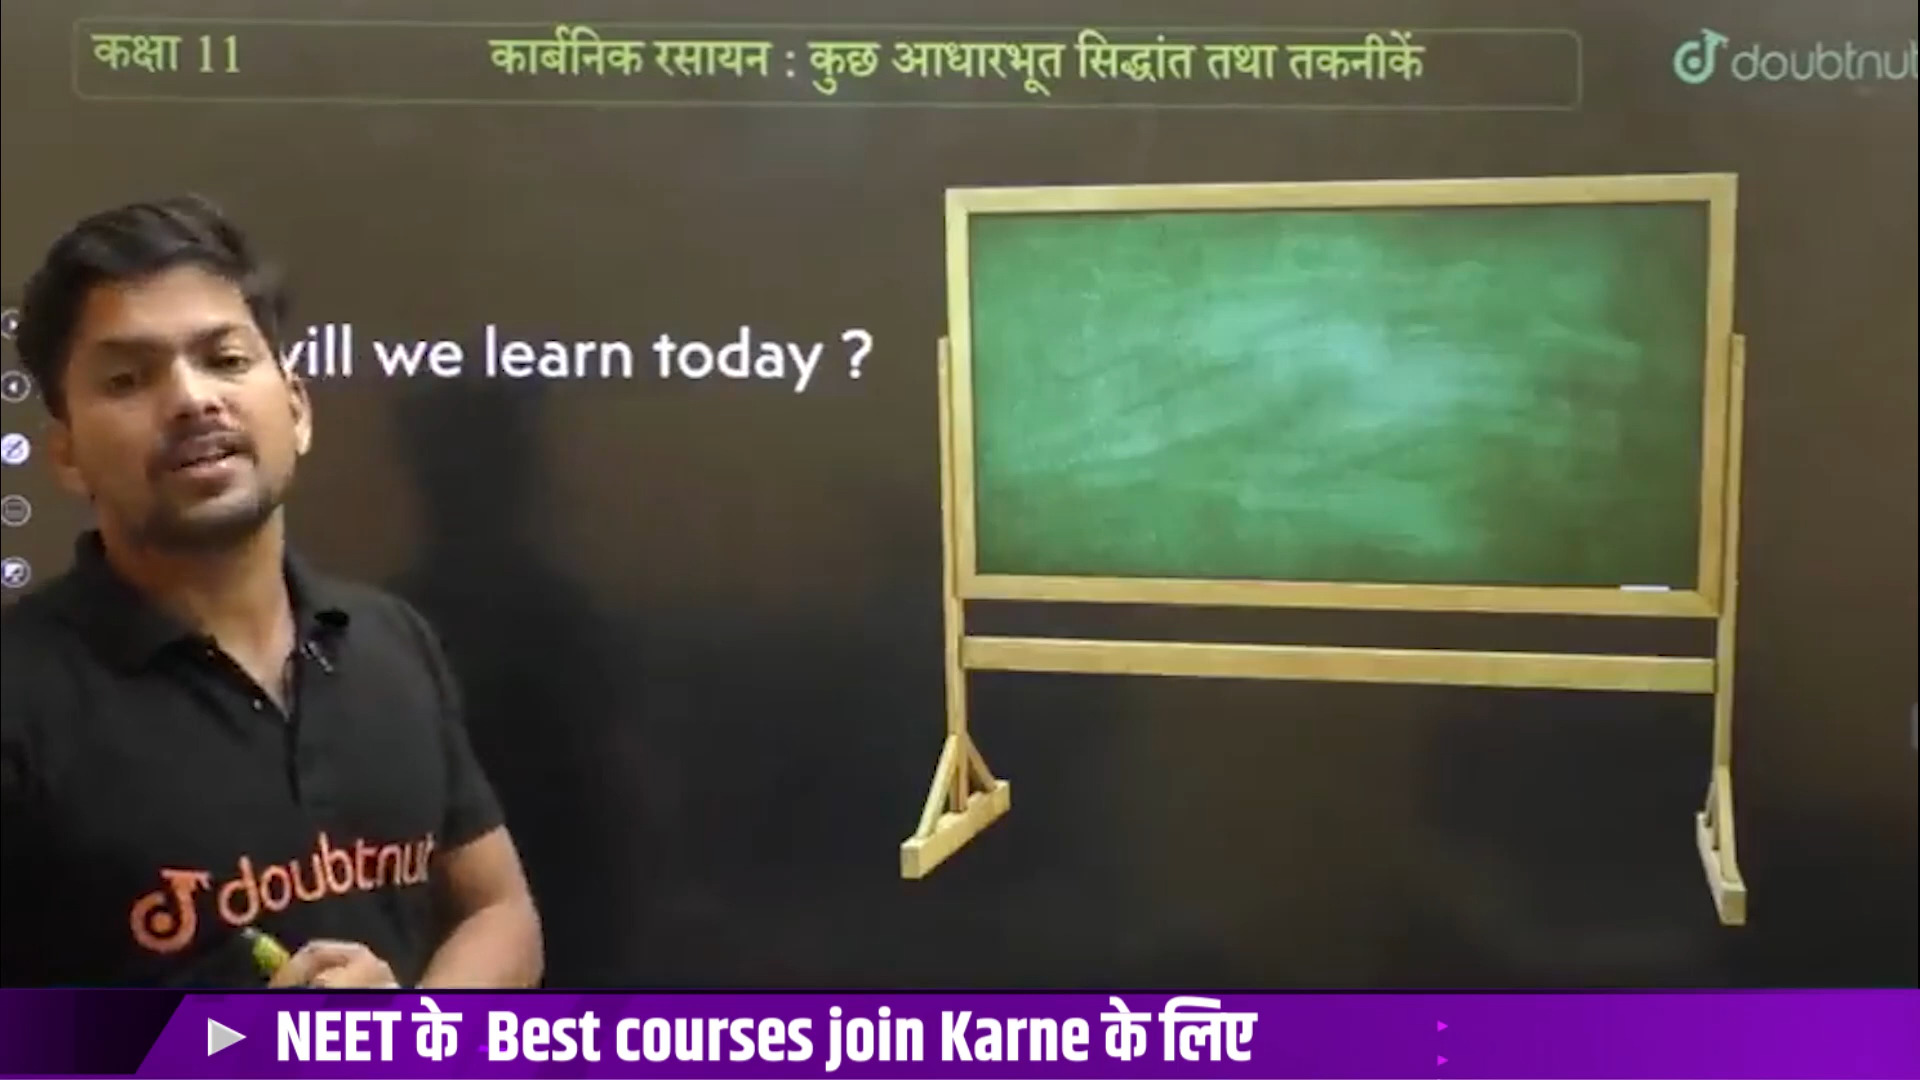 कक्षा 11
कार्बनिक रसायन : कुछ आधारभूत सिद्धांत तथा तकनीकें
doubtnut
will we learn today ?
doubtnut
NEET के Best courses join Karne के लिए